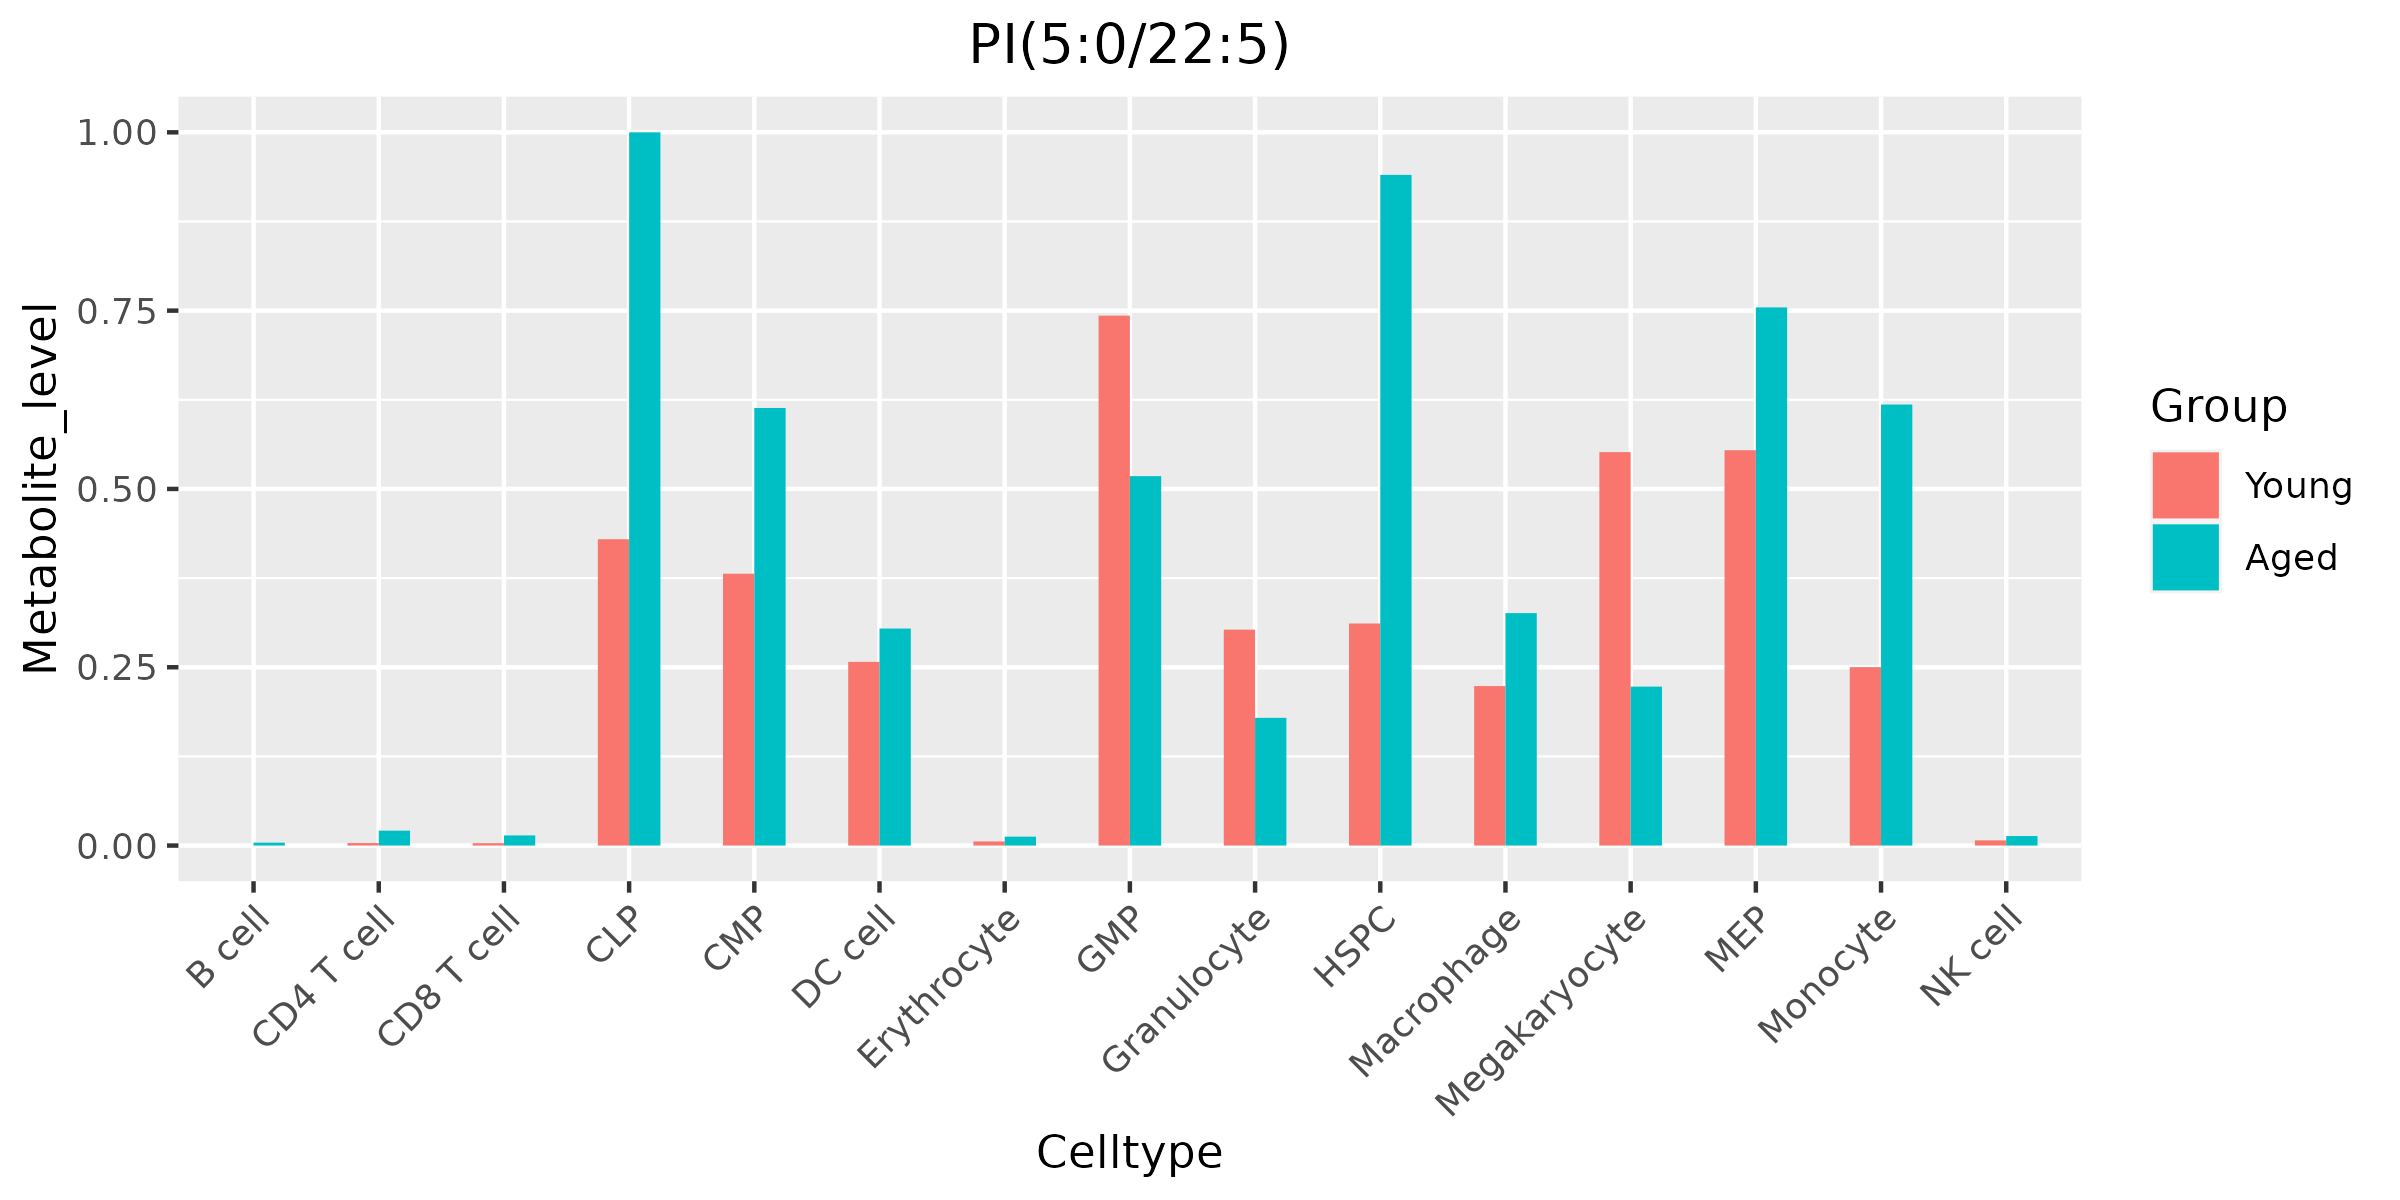 PI(5:0/22:5)
Metabolite_level
1.00
0.75
0.50
0.25
0.00
B cell
CD4 T cell
CD8 T cell
CLP
CMP
DC cell
Erythrocyte
GMP
Granulocyte
HSPC
Macrophage
Megakaryocyte
MEP
Monocyte
NK cell
Celltype
Group
Young
Aged